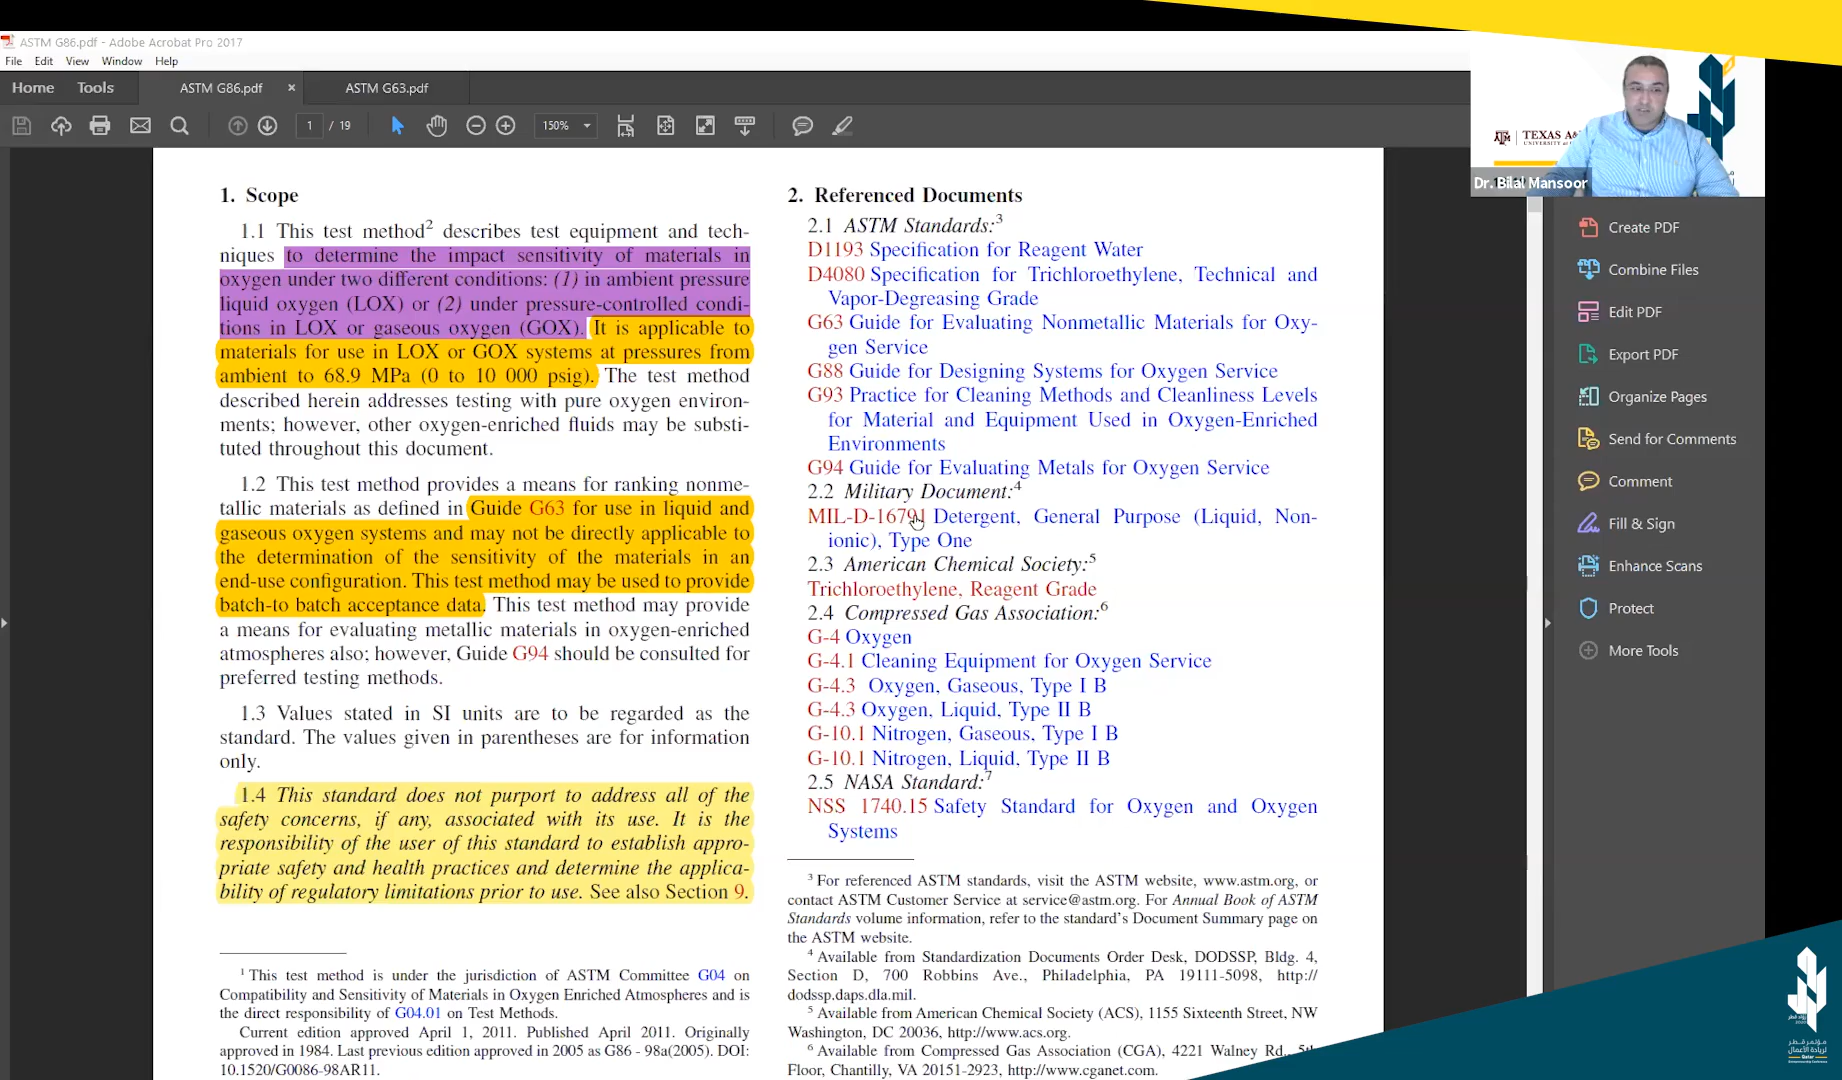 ASTM G86.pdf - Adobe Acrobat Pro 2017
File Edit View Window Help
Home Tools ASTM G86.pdf × ASTM G63.pdf
1 / 19 150%
1. Scope
1.1 This test method2 describes test equipment and tech-
niques to determine the impact sensitivity of materials in
oxygen under two different conditions: (1) in ambient pressure
liquid oxygen (LOX) or (2) under pressure-controlled condi-
tions in LOX or gaseous oxygen (GOX). It is applicable to
materials for use in LOX or GOX systems at pressures from
ambient to 68.9 MPa (0 to 10 000 psig). The test method
described herein addresses testing with pure oxygen environ-
ments; however, other oxygen-enriched fluids may be substi-
tuted throughout this document.
1.2 This test method provides a means for ranking nonme-
tallic materials as defined in Guide G63 for use in liquid and
gaseous oxygen systems and may not be directly applicable to
the determination of the sensitivity of the materials in an
end-use configuration. This test method may be used to provide
batch-to batch acceptance data. This test method may provide
a means for evaluating metallic materials in oxygen-enriched
atmospheres also; however, Guide G94 should be consulted for
preferred testing methods.
1.3 Values stated in SI units are to be regarded as the
standard. The values given in parentheses are for information
only.
1.4 This standard does not purport to address all of the
safety concerns, if any, associated with its use. It is the
responsibility of the user of this standard to establish appro-
priate safety and health practices and determine the applica-
bility of regulatory limitations prior to use. See also Section 9.
1 This test method is under the jurisdiction of ASTM Committee G04 on
Compatibility and Sensitivity of Materials in Oxygen Enriched Atmospheres and is
the direct responsibility of G04.01 on Test Methods.
Current edition approved April 1, 2011. Published April 2011. Originally
approved in 1984. Last previous edition approved in 2005 as G86 - 98a(2005). DOI:
10.1520/G0086-98AR11.
2. Referenced Documents
2.1 ASTM Standards:3
D1193 Specification for Reagent Water
D4080 Specification for Trichloroethylene, Technical and
Vapor-Degreasing Grade
G63 Guide for Evaluating Nonmetallic Materials for Oxy-
gen Service
G88 Guide for Designing Systems for Oxygen Service
G93 Practice for Cleaning Methods and Cleanliness Levels
for Material and Equipment Used in Oxygen-Enriched
Environments
G94 Guide for Evaluating Metals for Oxygen Service
2.2 Military Document:4
MIL-D-16791 Detergent, General Purpose (Liquid, Non-
ionic), Type One
2.3 American Chemical Society:5
Trichloroethylene, Reagent Grade
2.4 Compressed Gas Association:6
G-4 Oxygen
G-4.1 Cleaning Equipment for Oxygen Service
G-4.3 Oxygen, Gaseous, Type I B
G-4.3 Oxygen, Liquid, Type II B
G-10.1 Nitrogen, Gaseous, Type I B
G-10.1 Nitrogen, Liquid, Type II B
2.5 NASA Standard:7
NSS 1740.15 Safety Standard for Oxygen and Oxygen
Systems
3 For referenced ASTM standards, visit the ASTM website, www.astm.org, or
contact ASTM Customer Service at service@astm.org. For Annual Book of ASTM
Standards volume information, refer to the standard's Document Summary page on
the ASTM website.
4 Available from Standardization Documents Order Desk, DODSSP, Bldg. 4,
Section D, 700 Robbins Ave., Philadelphia, PA 19111-5098, http://
dodssp.daps.dla.mil.
5 Available from American Chemical Society (ACS), 1155 Sixteenth Street, NW
Washington, DC 20036, http://www.acs.org.
6 Available from Compressed Gas Association (CGA), 4221 Walney Rd., 5th
Floor, Chantilly, VA 20151-2923, http://www.cganet.com.
TEXAS
Dr. Bilal Mansoor
Create PDF
Combine Files
Edit PDF
Export PDF
Organize Pages
Send for Comments
Comment
Fill & Sign
Enhance Scans
Protect
More Tools
مؤتمر قطر
لريادة الأعمال